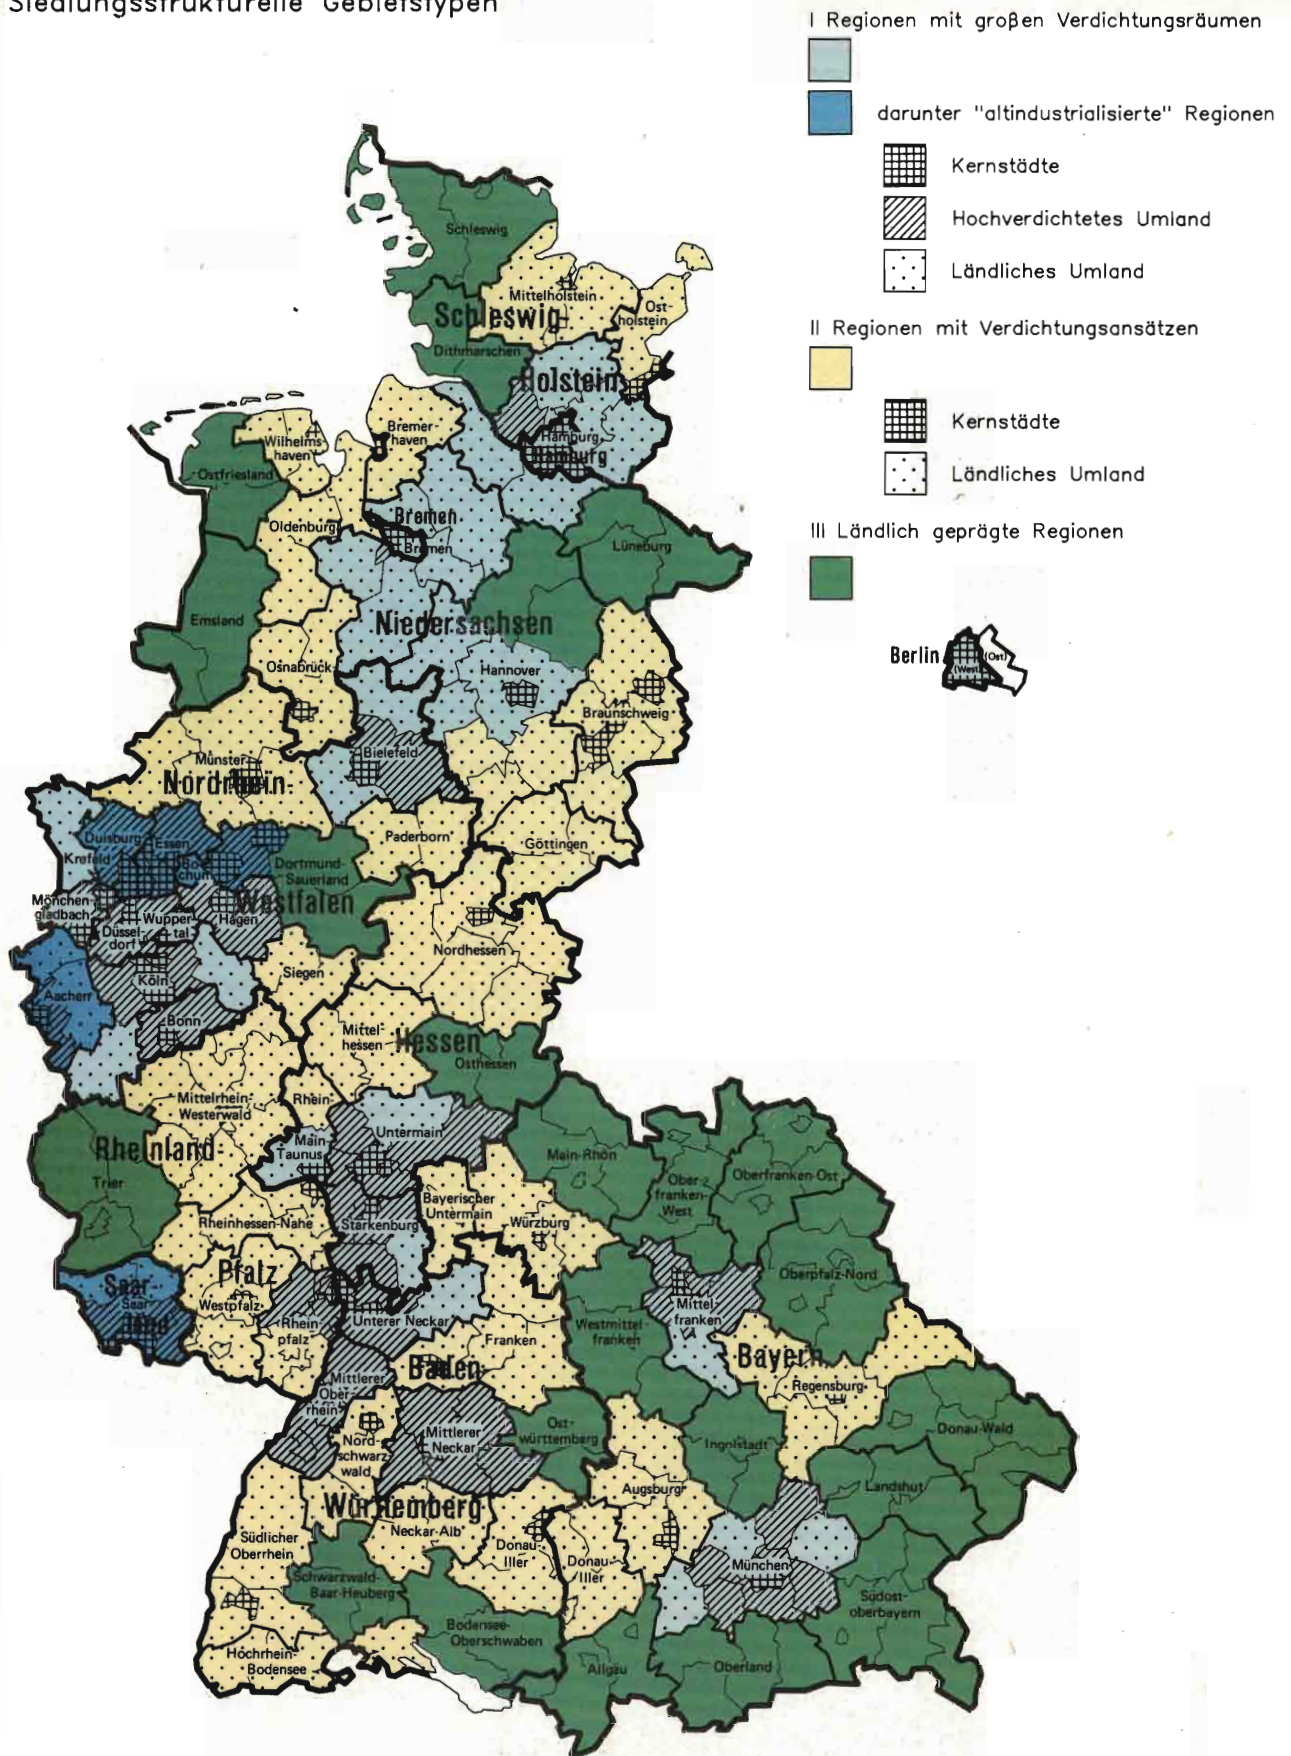 Siedlungsstrukturelle Gebietstypen
I Regionen mit großen Verdichtungsräumen
darunter "altindustrialisierte" Regionen
Kernstädte
Hochverdichtetes Umland
Ländliches Umland
II Regionen mit Verdichtungsansätzen
Kernstädte
Ländliches Umland
III Ländlich geprägte Regionen
Berlin
(West)
(Ost)
Schleswig
Mittelholstein
Ost-
holstein
Schleswig-
Dithmarschen
Holstein
Hamburg
Hamburg
Bremer-
haven
Wilhelms-
haven
Ostfriesland
Oldenburg
Bremen
Bremen
Lüneburg
Emsland
Niedersachsen
Osnabrück
Hannover
Braunschweig
Münster
Bielefeld
Nordrhein-
Paderborn
Göttingen
Duisburg
Essen
Krefeld
Bo-
chum
Dortmund-
Sauerland
Westfalen
Mönchen-
gladbach
Wupper-
tal
Hagen
Düssel-
dorf
Nordhessen
Siegen
Köln
Aachen
Bonn
Mittel-
hessen
Hessen
Osthessen
Mittelrhein-
Westerwald
Rhein-
Untermain
Main-
Taunus
Rheinland-
Trier
Main-Rhön
Ober-
franken-
West
Oberfranken-Ost
Bayerischer
Untermain
Würzburg
Rheinhessen-Nahe
Starkenburg
Pfalz
Saar-
Saar-
land
Westpfalz
Rhein-
pfalz
Unterer Neckar
Franken
Westmittel-
franken
Mittel-
franken
Oberpfalz-Nord
Bayern
Baden
Mittlerer
Ober-
rhein
Regensburg
Nord-
schwarz-
wald
Mittlerer
Neckar
Ost-
württemberg
Ingolstadt
Donau-Wald
Landshut
Augsburg
Württemberg
Neckar-Alb
Südlicher
Oberrhein
Donau-
Iller
Donau-
Iller
München
Schwarzwald-
Baar-Heuberg
Südost-
oberbayern
Bodensee-
Oberschwaben
Hochrhein-
Bodensee
Allgäu
Oberland